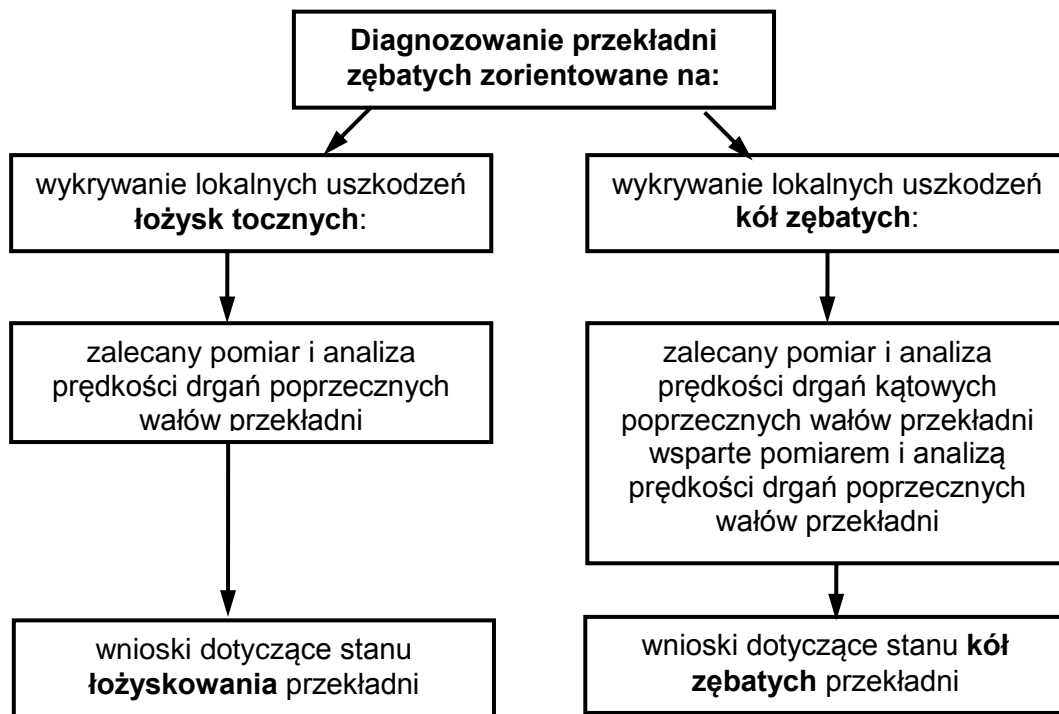 Diagnozowanie przekładni
zębatych zorientowane na:
wykrywanie lokalnych uszkodzeń
łożysk tocznych:
zalecany pomiar i analiza
prędkości drgań poprzecznych
wałów przekładni
wnioski dotyczące stanu
łożyskowania przekładni
wykrywanie lokalnych uszkodzeń
kół zębatych:
zalecany pomiar i analiza
prędkości drgań kątowych
poprzecznych wałów przekładni
wsparte pomiarem i analizą
prędkości drgań poprzecznych
wałów przekładni
wnioski dotyczące stanu kół
zębatych przekładni